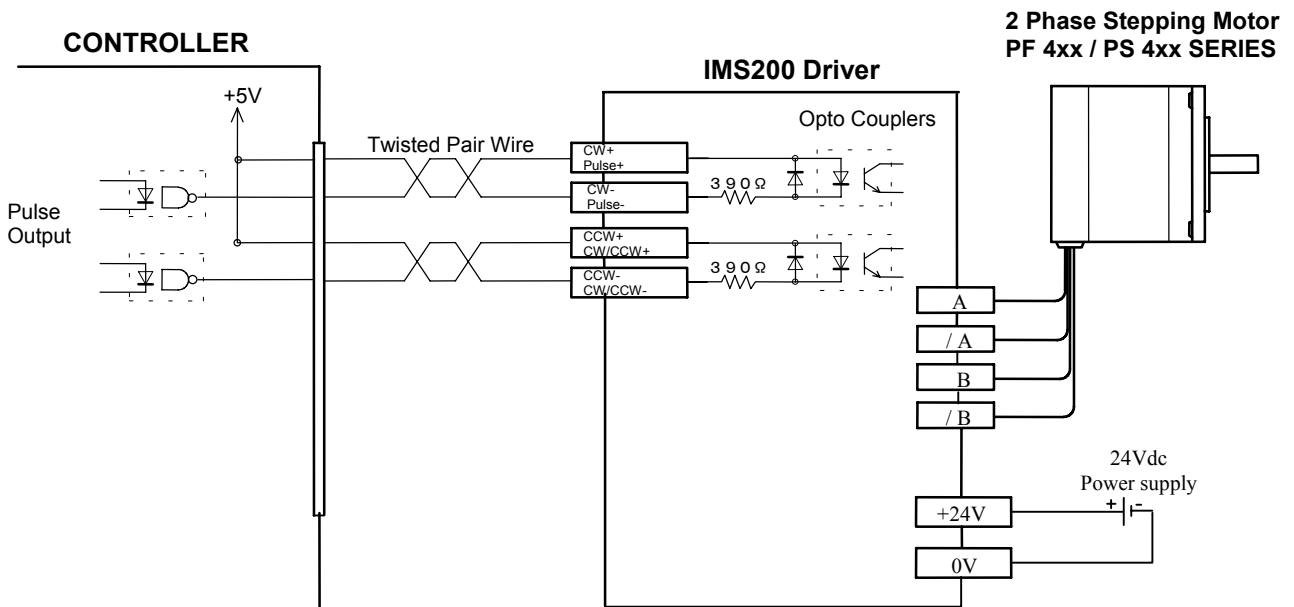 2 Phase Stepping Motor
PF 4xx / PS 4xx SERIES
CONTROLLER
IMS200 Driver
+5V
Opto Couplers
Twisted Pair Wire
CW+
Pulse+
390Ω
CW-
Pulse-
Pulse
Output
CCW+
CW/CCW+
390Ω
CCW-
CW/CCW-
A
/ A
B
/ B
24Vdc
Power supply
+ -
+24V
0V